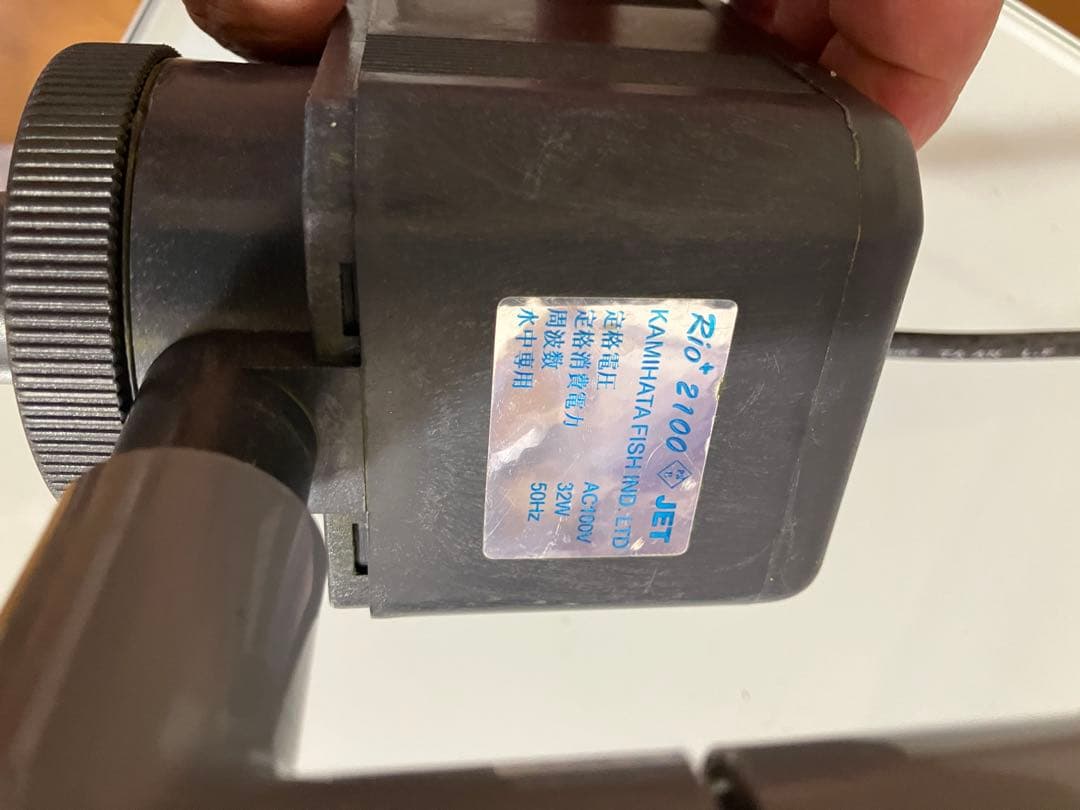 Rio+ 2100 JET
KAMIHATA FISH IND. LTD
定格電圧 AC100V
定格消費電力 32W
周波数 50Hz
水中専用